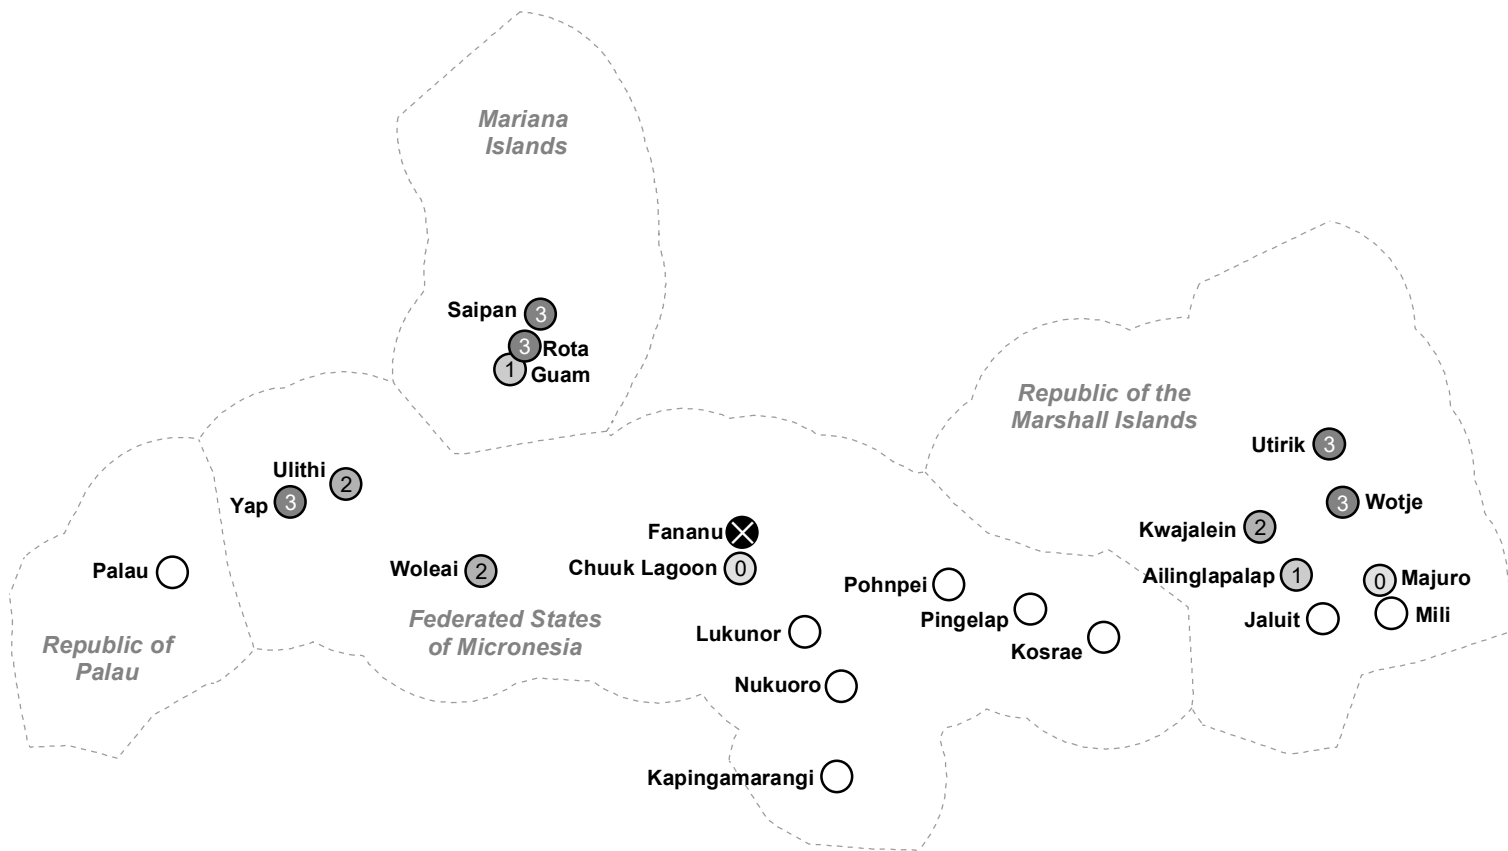 Mariana
Islands
Saipan 3
3 Rota
1 Guam
Republic of the
Marshall Islands
Utirik 3
Ulithi 2
Yap 3
3 Wotje
Kwajalein 2
Fananu
Chuuk Lagoon 0
Palau
Woleai 2
Pohnpei
Ailinglapalap 1
0 Majuro
Federated States
of Micronesia
Pingelap
Jaluit
Mili
Lukunor
Kosrae
Republic of
Palau
Nukuoro
Kapingamarangi